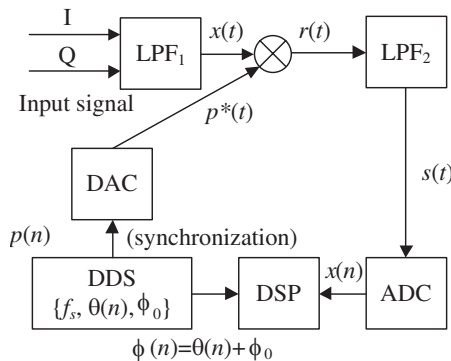 I
Q
Input signal
LPF₁
x(t)
r(t)
LPF₂
p*(t)
DAC
s(t)
p(n)
(synchronization)
x(n)
DDS
{fₛ, θ(n), ϕ₀}
DSP
ADC
ϕ (n)=θ(n)+ϕ₀